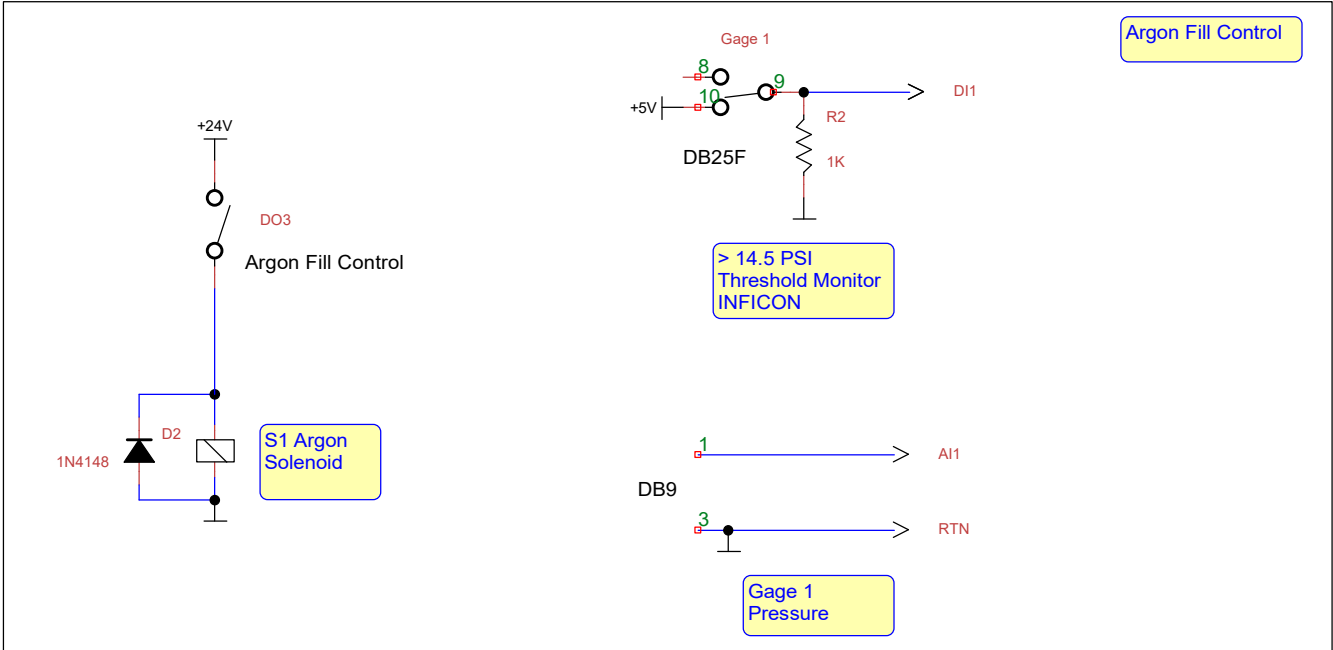 Argon Fill Control
Gage 1
8
9
10
+5V
DI1
R2
1K
DB25F
+24V
DO3
Argon Fill Control
> 14.5 PSI
Threshold Monitor
INFICON
D2
1N4148
S1 Argon
Solenoid
1
AI1
DB9
3
RTN
Gage 1
Pressure